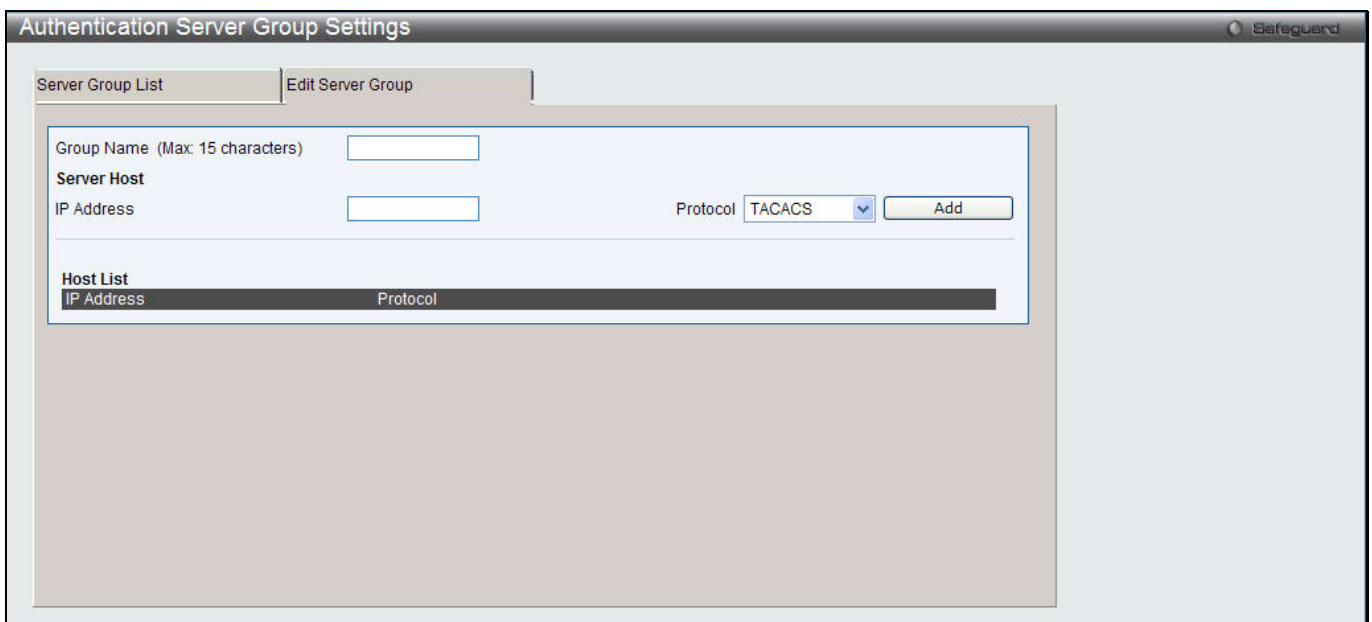 Authentication Server Group Settings
Safeguard
Server Group List
Edit Server Group
Group Name (Max: 15 characters)
Server Host
IP Address
Protocol
TACACS
Add
Host List
IP Address
Protocol